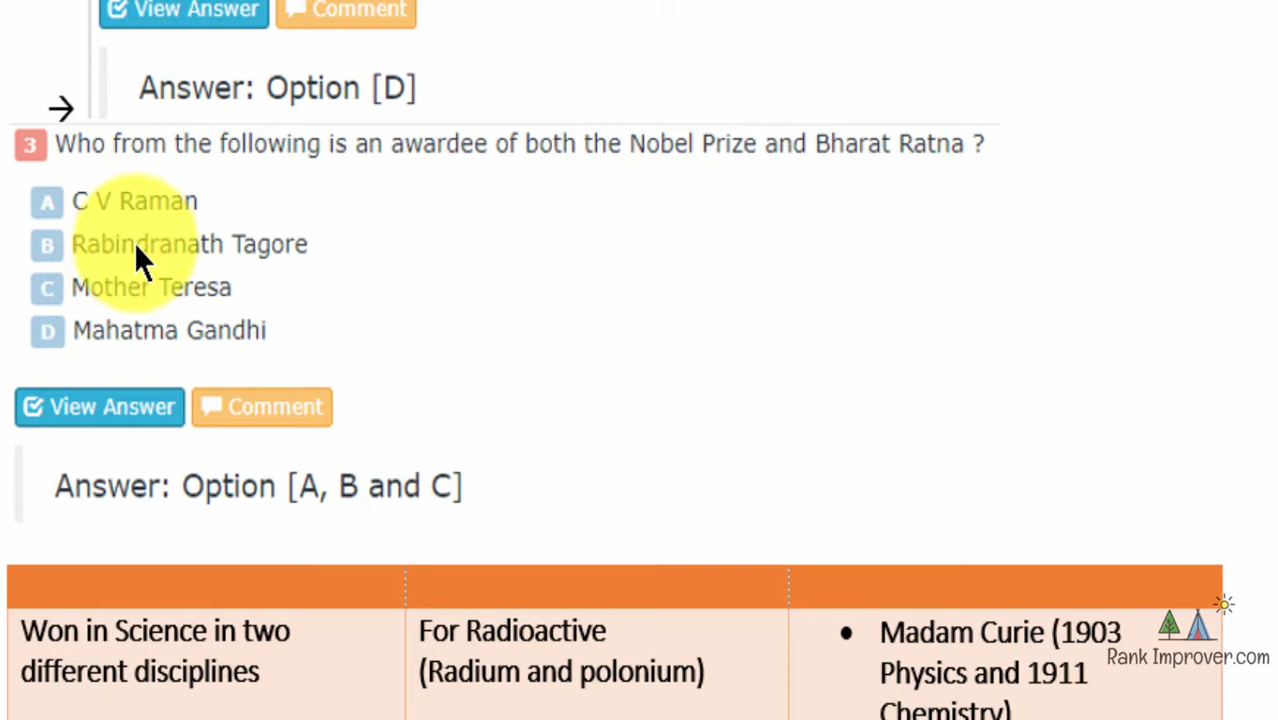 View Answer Comment
Answer: Option [D]
→
3 Who from the following is an awardee of both the Nobel Prize and Bharat Ratna ?
A C V Raman
B Rabindranath Tagore
C Mother Teresa
D Mahatma Gandhi
View Answer Comment
Answer: Option [A, B and C]
Won in Science in two
different disciplines
For Radioactive
(Radium and polonium)
• Madam Curie (1903
Physics and 1911
Chemistry)
Rank Improver.com